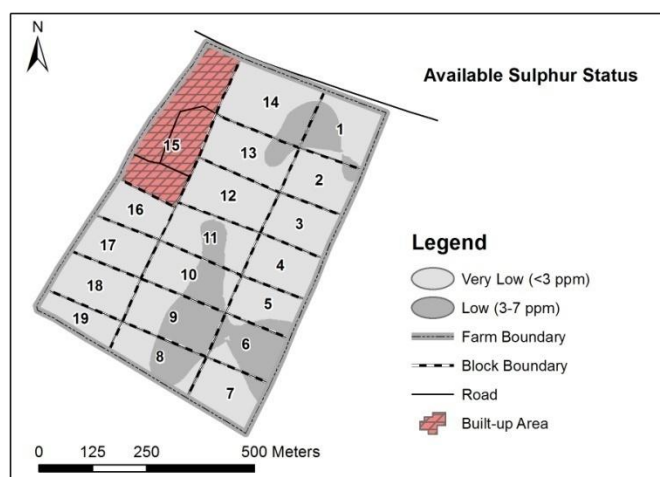 N
Available Sulphur Status
14
1
15
13
2
12
16
3
11
17
4
10
18
5
9
19
6
8
7
Legend
Very Low (<3 ppm)
Low (3-7 ppm)
Farm Boundary
Block Boundary
Road
Built-up Area
0 125 250 500 Meters